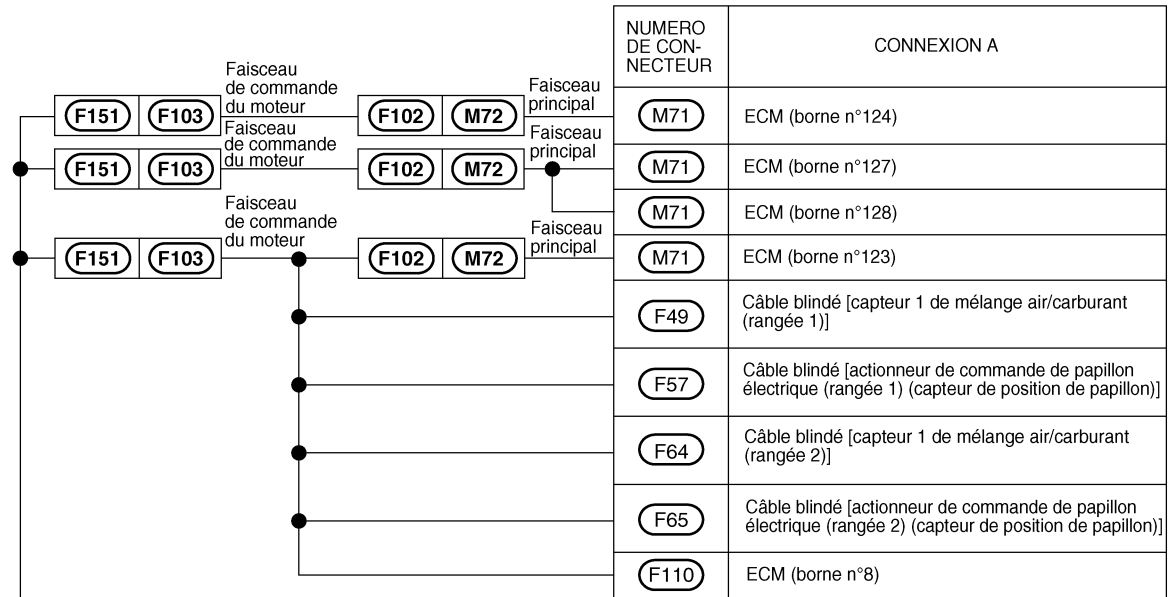 NUMERO
DE CON-
NECTEUR
CONNEXION A
Faisceau
de commande
du moteur
Faisceau
principal
F151 F103 F102 M72 M71 ECM (borne n°124)
Faisceau
de commande
du moteur
Faisceau
principal
F151 F103 F102 M72 M71 ECM (borne n°127)
M71 ECM (borne n°128)
Faisceau
de commande
du moteur
Faisceau
principal
F151 F103 F102 M72 M71 ECM (borne n°123)
F49
Câble blindé [capteur 1 de mélange air/carburant
(rangée 1)]
F57
Câble blindé [actionneur de commande de papillon
électrique (rangée 1) (capteur de position de papillon)]
F64
Câble blindé [capteur 1 de mélange air/carburant
(rangée 2)]
F65
Câble blindé [actionneur de commande de papillon
électrique (rangée 2) (capteur de position de papillon)]
F110 ECM (borne n°8)